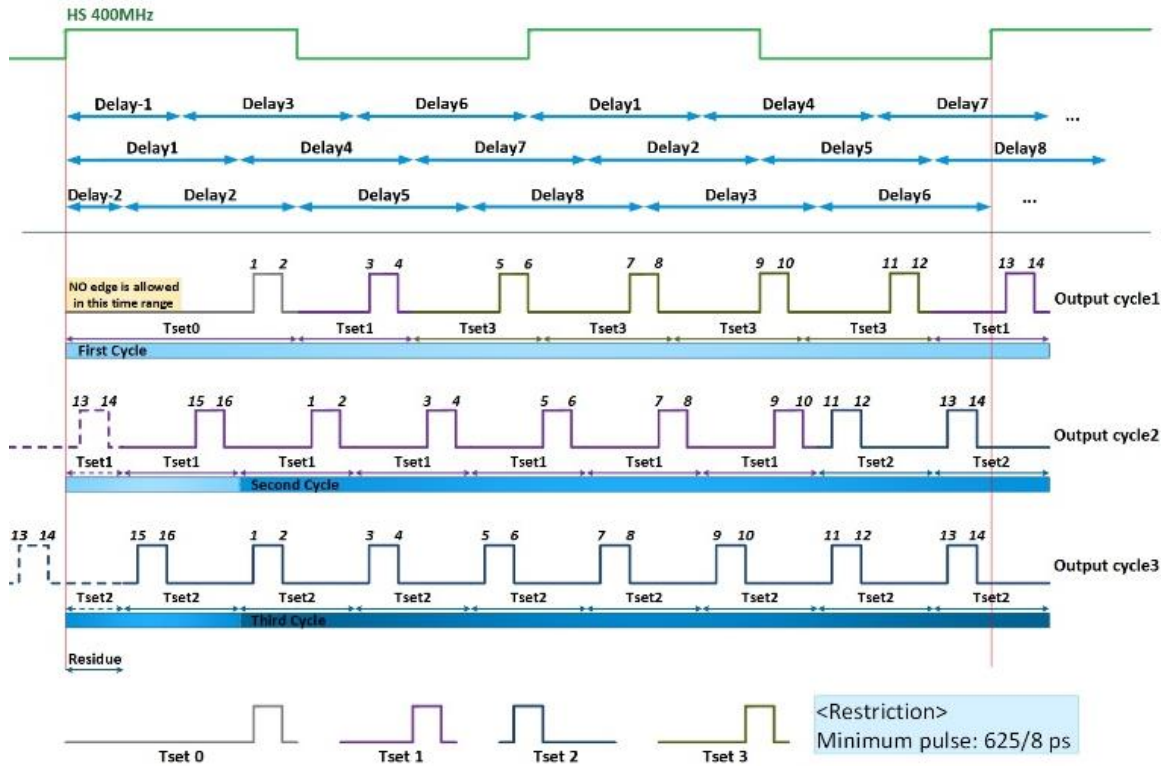 HS 400MHz
Delay-1 Delay3 Delay6 Delay1 Delay4 Delay7 ...
Delay1 Delay4 Delay7 Delay2 Delay5 Delay8
Delay-2 Delay2 Delay5 Delay8 Delay3 Delay6 ...
1 2 3 4 5 6 7 8 9 10 11 12 13 14
NO edge is allowed
in this time range
Output cycle1
Tset0 Tset1 Tset3 Tset3 Tset3 Tset3 Tset1
First Cycle
13 14 15 16 1 2 3 4 5 6 7 8 9 10 11 12 13 14
Output cycle2
Tset1 Tset1 Tset1 Tset1 Tset1 Tset1 Tset1 Tset2 Tset2
Second Cycle
13 14 15 16 1 2 3 4 5 6 7 8 9 10 11 12 13 14
Output cycle3
Tset2 Tset2 Tset2 Tset2 Tset2 Tset2 Tset2 Tset2 Tset2
Third Cycle
Residue
Tset 0 Tset 1 Tset 2 Tset 3
<Restriction>
Minimum pulse: 625/8 ps